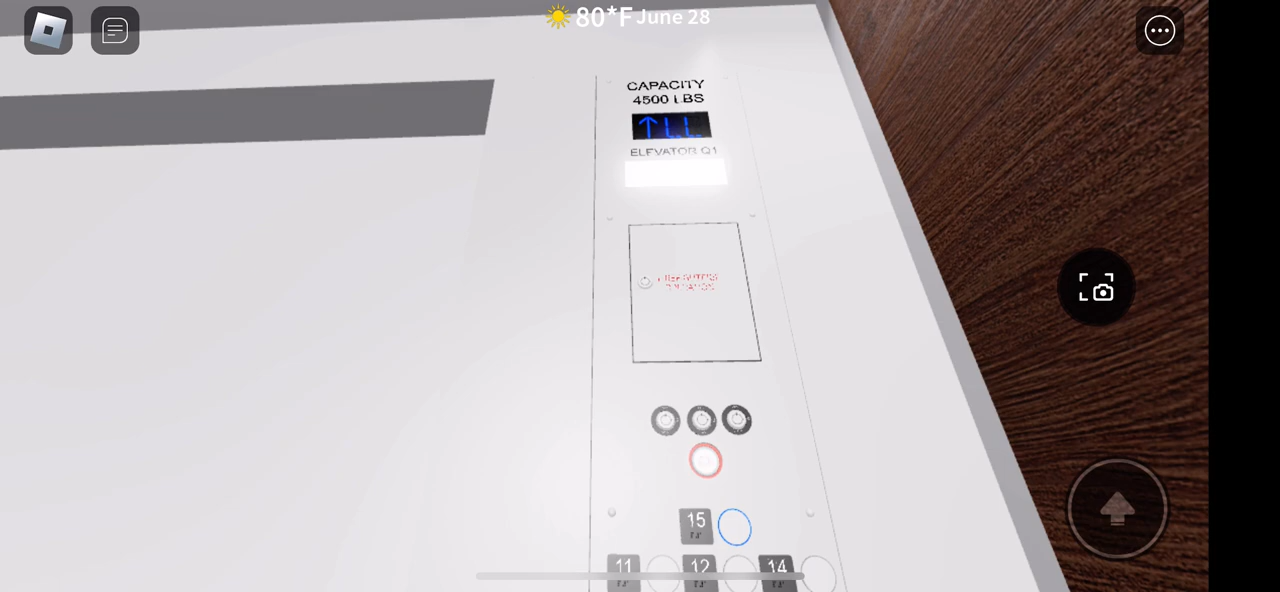 80°F June 28
CAPACITY
4500 LBS
↑LL
ELEVATOR Q1
15
11 12 14